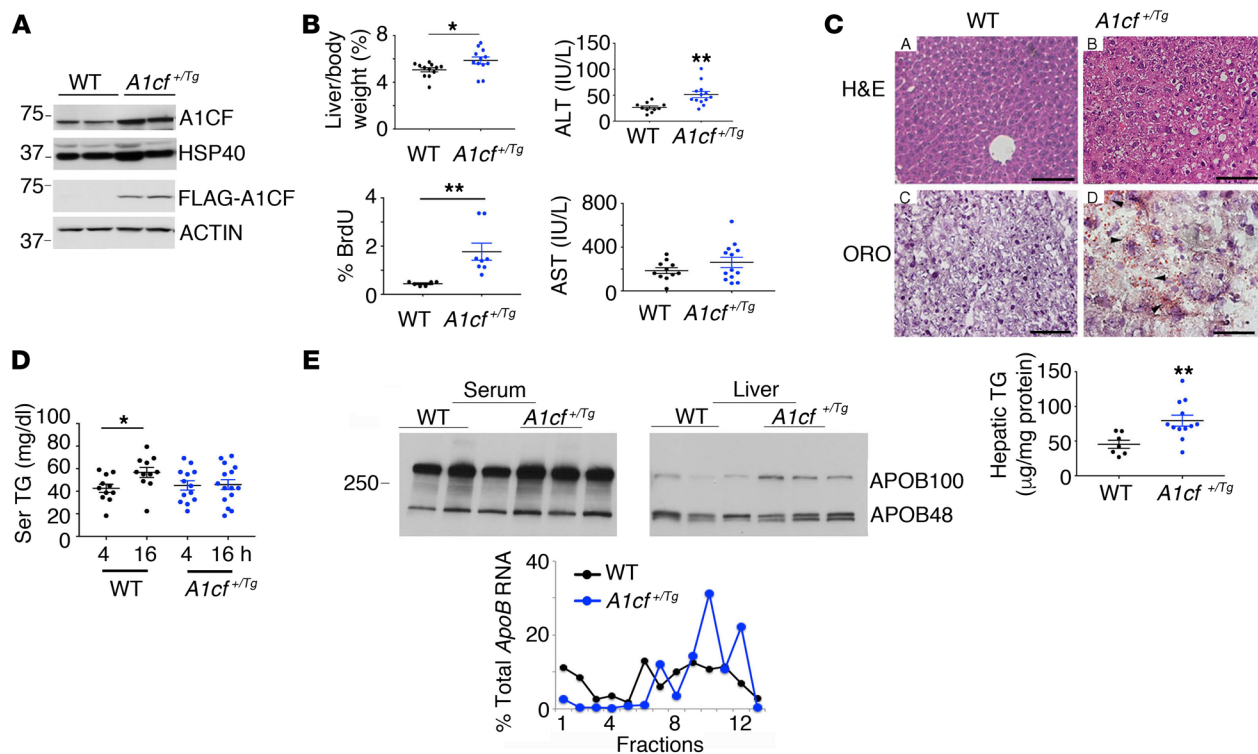 A
WT A1cf +/Tg
75
A1CF
37
HSP40
75
FLAG-A1CF
37
ACTIN
B
Liver/body
weight (%)
8
4
0
*
WT A1cf +/Tg
ALT (IU/L)
150
100
50
0
**
WT A1cf +/Tg
% BrdU
4
2
0
**
WT A1cf +/Tg
AST (IU/L)
800
400
0
WT A1cf +/Tg
C
WT A1cf +/Tg
H&E
A
B
ORO
C
D
Hepatic TG
(μg/mg protein)
150
100
50
0
**
WT A1cf +/Tg
D
Ser TG (mg/dl)
100
80
60
40
20
0
*
4 16 4 16 h
WT A1cf +/Tg
E
Serum
WT A1cf +/Tg
250
Liver
WT A1cf +/Tg
APOB100
APOB48
% Total ApoB RNA
40
20
0
WT
A1cf +/Tg
1 4 8 12
Fractions